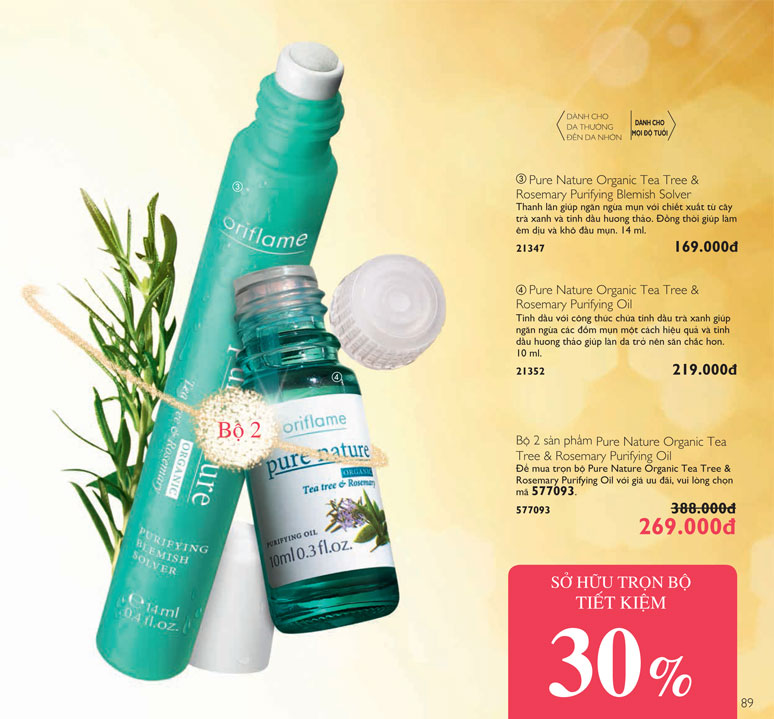 DÀNH CHO
DA THƯỜNG
ĐẾN DA NHỜN
DÀNH CHO
MỌI ĐỘ TUỔI
③ Pure Nature Organic Tea Tree &
Rosemary Purifying Blemish Solver
Thanh lăn giúp ngăn ngừa mụn với chiết xuất từ cây
trà xanh và tinh dầu hương thảo. Đồng thời giúp làm
êm dịu và khô đầu mụn. 14 ml.
21347 169.000đ
④ Pure Nature Organic Tea Tree &
Rosemary Purifying Oil
Tinh dầu với công thức chứa tinh dầu trà xanh giúp
ngăn ngừa các đốm mụn một cách hiệu quả và tinh
dầu hương thảo giúp làn da trở nên săn chắc hơn.
10 ml.
21352 219.000đ
Bộ 2 sản phẩm Pure Nature Organic Tea
Tree & Rosemary Purifying Oil
Để mua trọn bộ Pure Nature Organic Tea Tree &
Rosemary Purifying Oil với giá ưu đãi, vui lòng chọn
mã 577093.
577093 388.000đ
269.000đ
SỞ HỮU TRỌN BỘ
TIẾT KIỆM
30%
89
③
oriflame
Pure Nature
Tea Tree & Rosemary
ORGANIC
PURIFYING
BLEMISH
SOLVER
14 ml
0.4 fl.oz.
Bộ 2
④
oriflame
pure nature
ORGANIC
Tea tree & Rosemary
PURIFYING OIL
10ml 0.3 fl.oz.